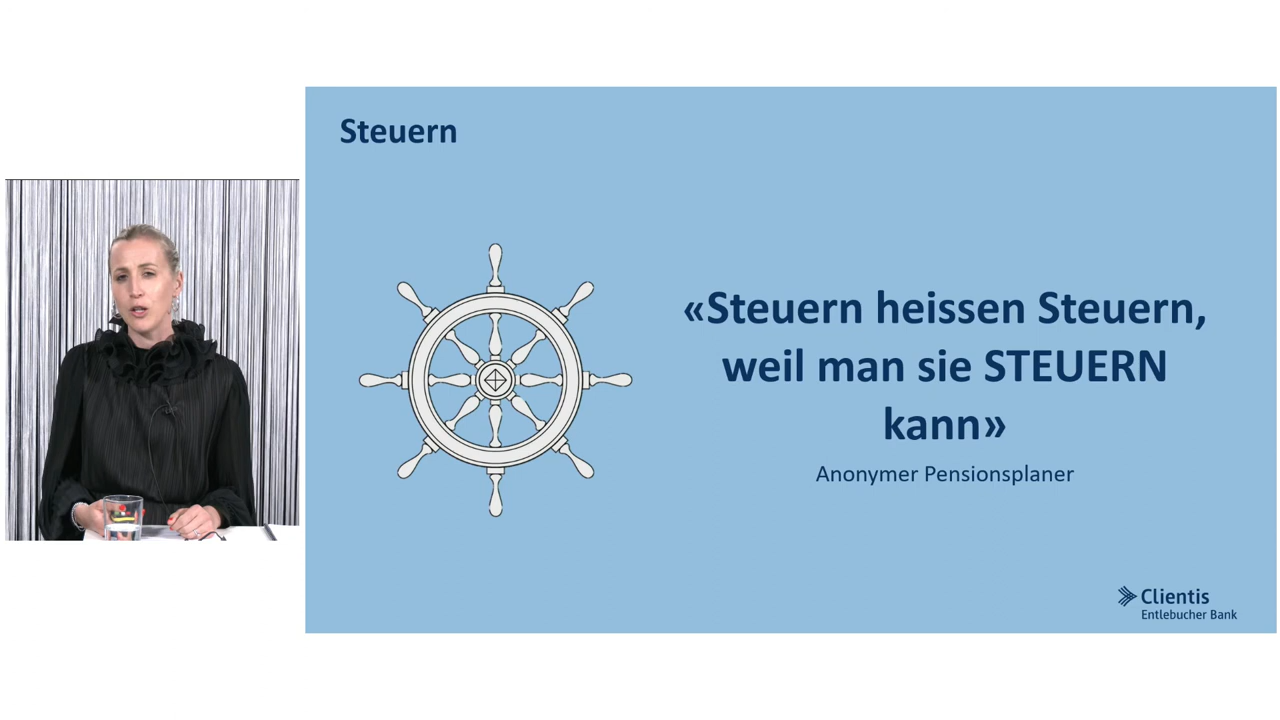 Steuern
«Steuern heissen Steuern,
weil man sie STEUERN
kann»
Anonymer Pensionsplaner
Clientis
Entlebucher Bank